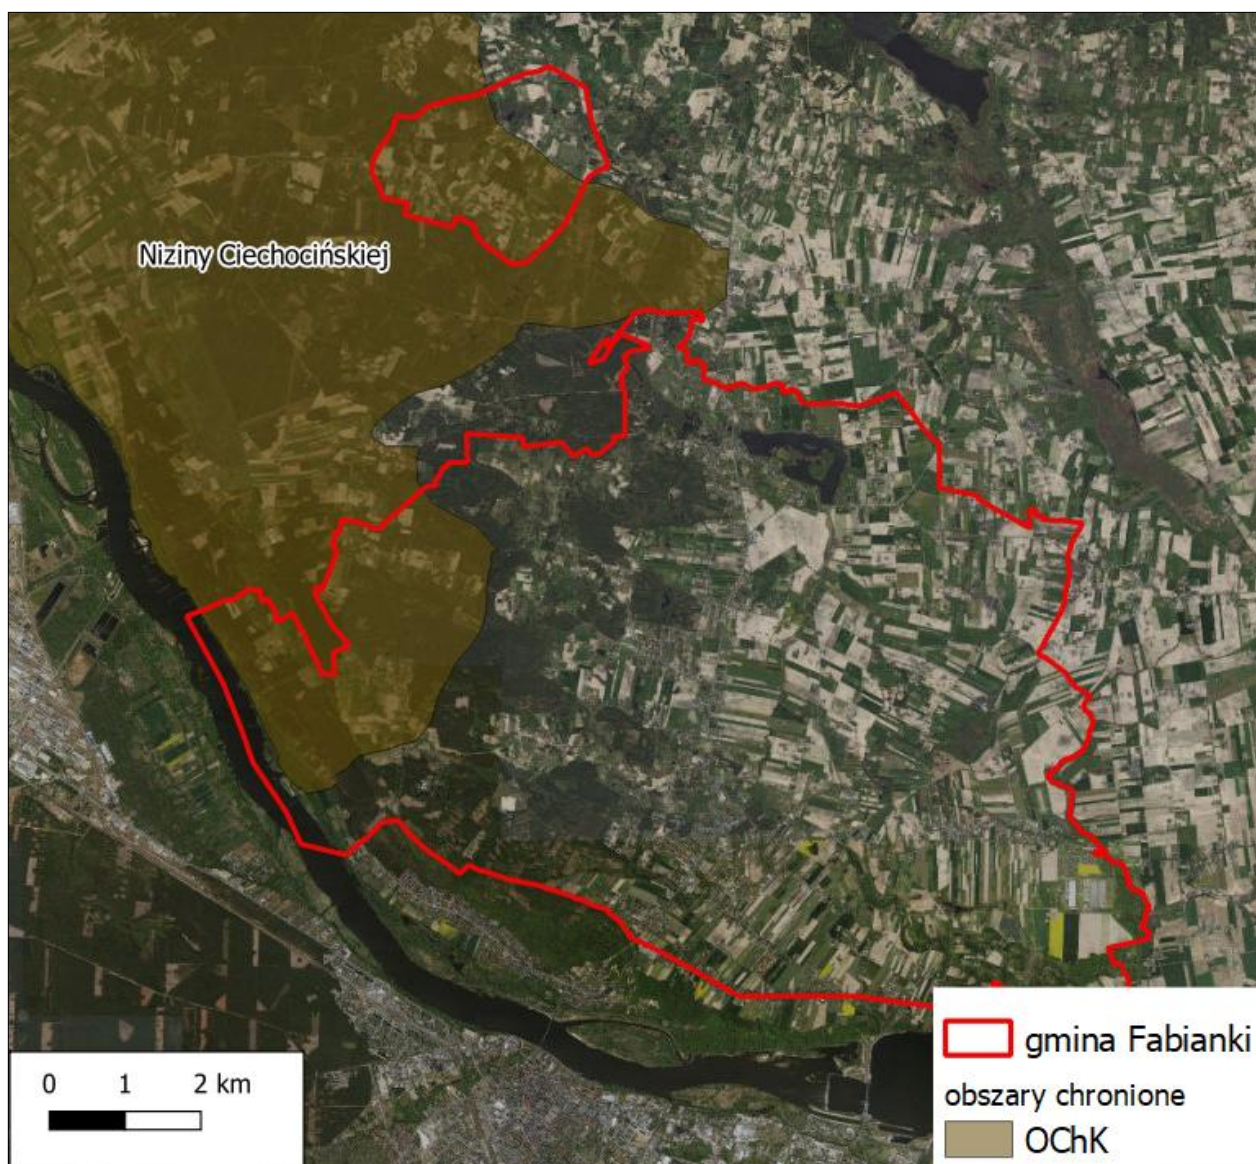 Niziny Ciechocińskiej
0 1 2 km
gmina Fabianki
obszary chronione
OChK